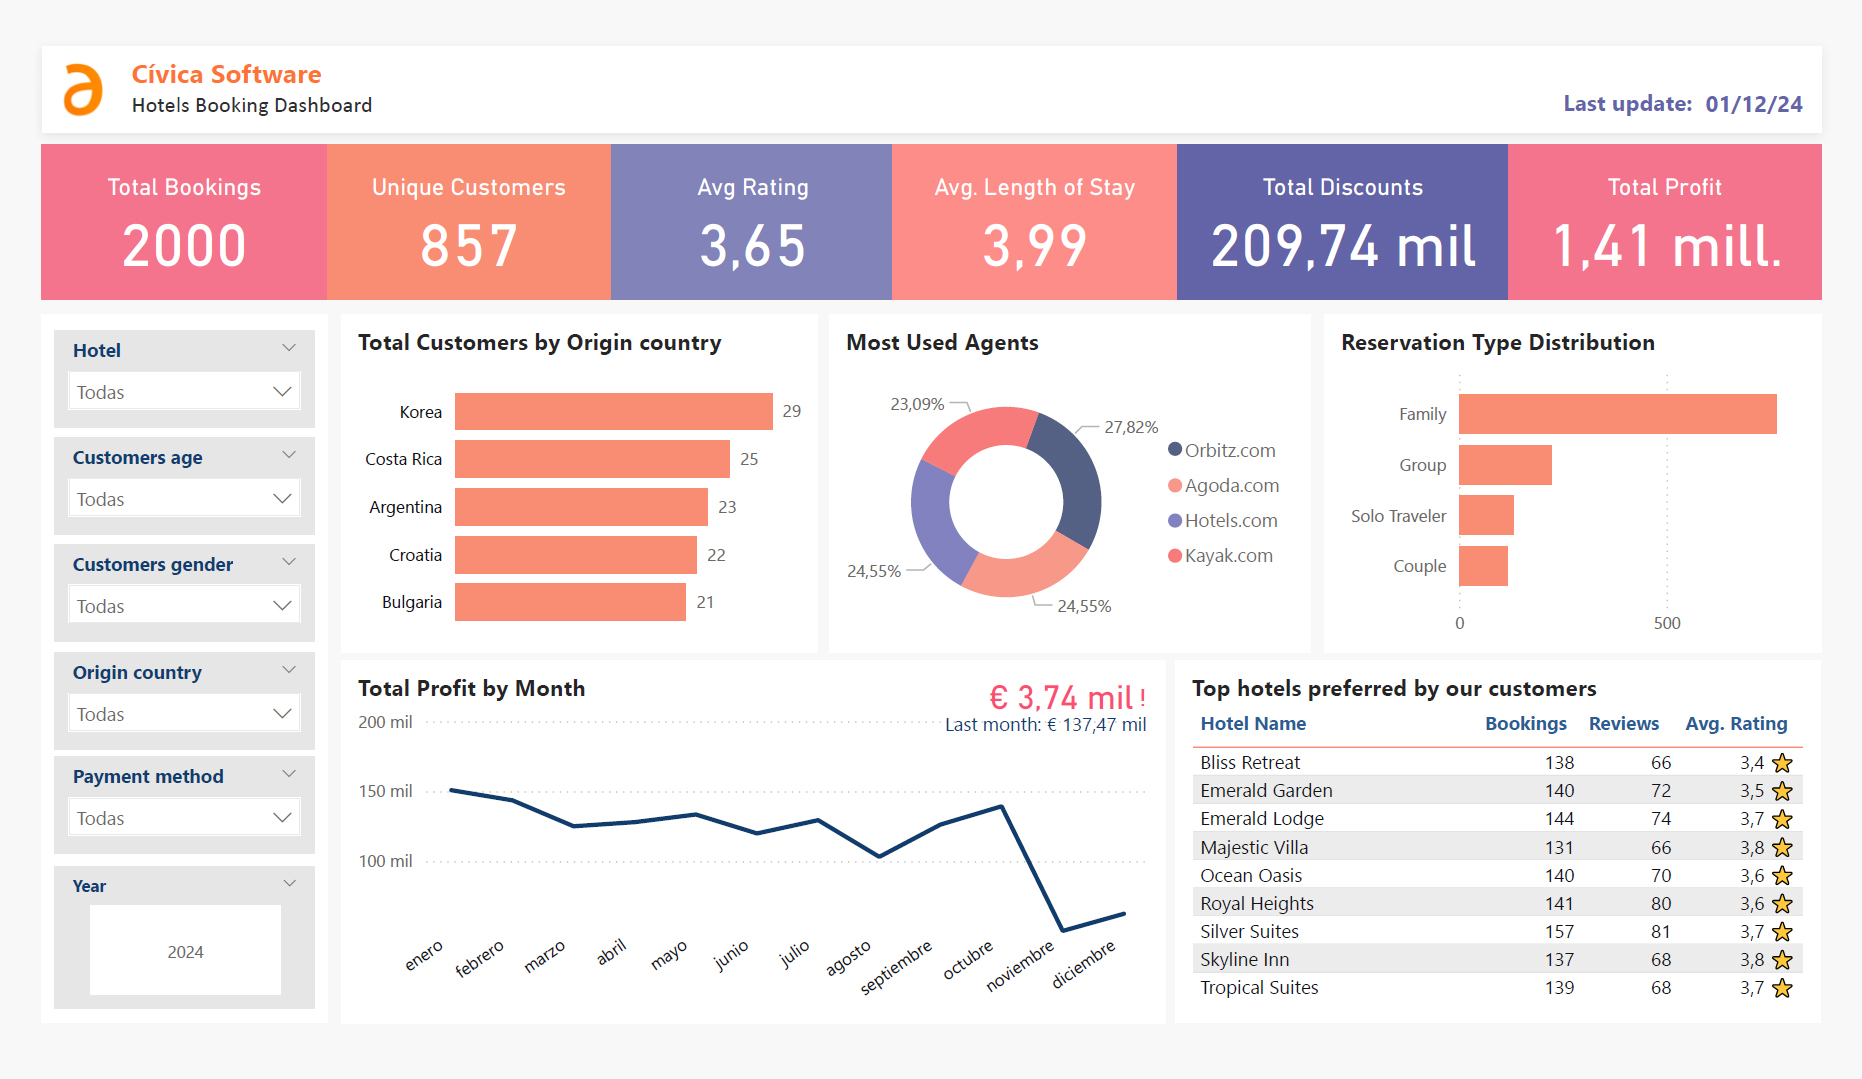 Cívica Software
Hotels Booking Dashboard
Last update: 01/12/24
Total Bookings
2000
Unique Customers
857
Avg Rating
3,65
Avg. Length of Stay
3,99
Total Discounts
209,74 mil
Total Profit
1,41 mill.
Hotel
Todas
Customers age
Todas
Customers gender
Todas
Origin country
Todas
Payment method
Todas
Year
2024
Total Customers by Origin country
Korea 29
Costa Rica 25
Argentina 23
Croatia 22
Bulgaria 21
Most Used Agents
23,09%
27,82%
24,55%
24,55%
Orbitz.com
Agoda.com
Hotels.com
Kayak.com
Reservation Type Distribution
Family
Group
Solo Traveler
Couple
0 500
Total Profit by Month
€ 3,74 mil !
Last month: € 137,47 mil
200 mil
150 mil
100 mil
enero febrero marzo abril mayo junio julio agosto septiembre octubre noviembre diciembre
Top hotels preferred by our customers
Hotel Name Bookings Reviews Avg. Rating
Bliss Retreat 138 66 3,4
Emerald Garden 140 72 3,5
Emerald Lodge 144 74 3,7
Majestic Villa 131 66 3,8
Ocean Oasis 140 70 3,6
Royal Heights 141 80 3,6
Silver Suites 157 81 3,7
Skyline Inn 137 68 3,8
Tropical Suites 139 68 3,7